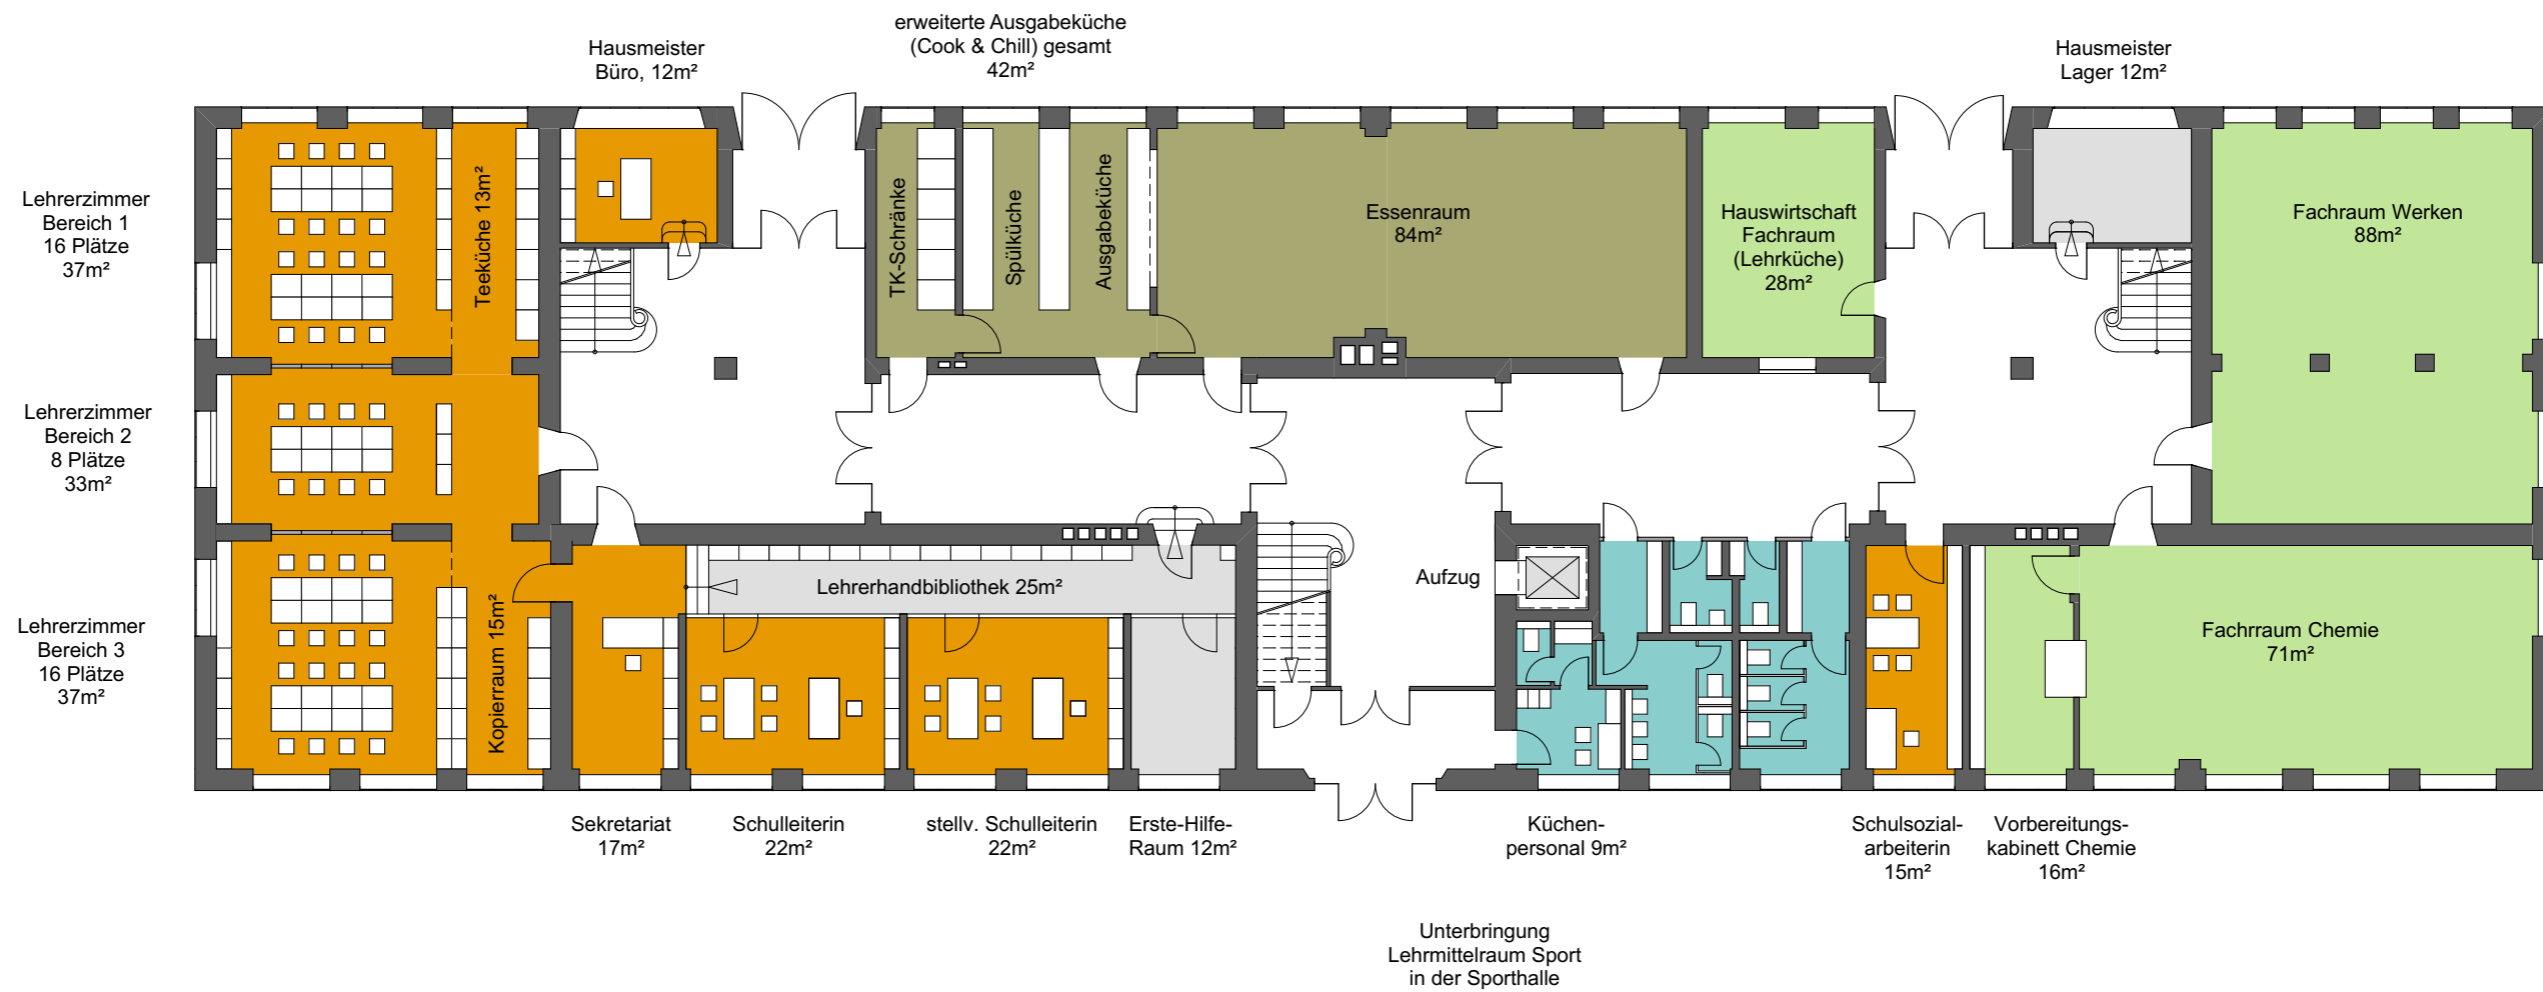 erweiterte Ausgabeküche
(Cook & Chill) gesamt
42m²
Hausmeister
Büro, 12m²
Hausmeister
Lager 12m²
Lehrerzimmer
Bereich 1
16 Plätze
37m²
Teeküche 13m²
TK-Schränke
Spülküche
Ausgabeküche
Essenraum
84m²
Hauswirtschaft
Fachraum
(Lehrküche)
28m²
Fachraum Werken
88m²
Lehrerzimmer
Bereich 2
8 Plätze
33m²
Lehrerzimmer
Bereich 3
16 Plätze
37m²
Kopierraum 15m²
Lehrerhandbibliothek 25m²
Aufzug
Fachrraum Chemie
71m²
Sekretariat
17m²
Schulleiterin
22m²
stellv. Schulleiterin
22m²
Erste-Hilfe-
Raum 12m²
Küchen-
personal 9m²
Schulsozial-
arbeiterin
15m²
Vorbereitungs-
kabinett Chemie
16m²
Unterbringung
Lehrmittelraum Sport
in der Sporthalle